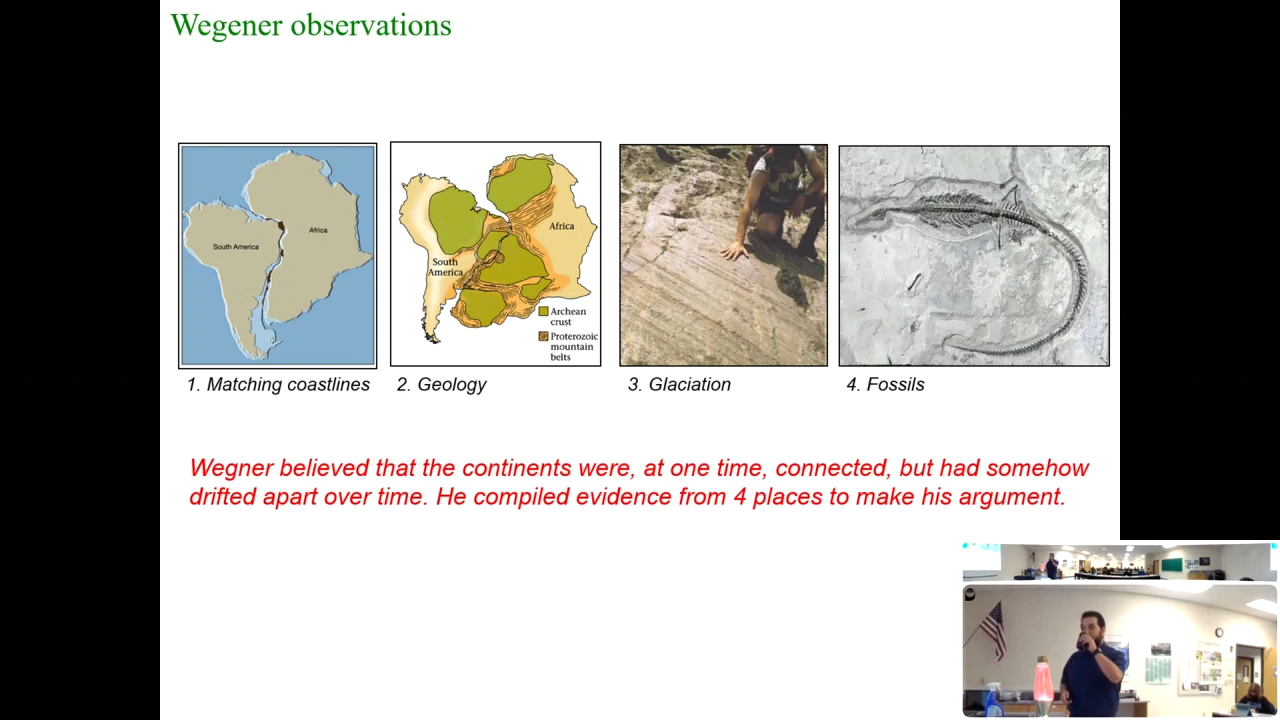 Wegener observations
South America
Africa
South
America
Africa
Archean
crust
Proterozoic
mountain
belts
1. Matching coastlines
2. Geology
3. Glaciation
4. Fossils
Wegner believed that the continents were, at one time, connected, but had somehow
drifted apart over time. He compiled evidence from 4 places to make his argument.